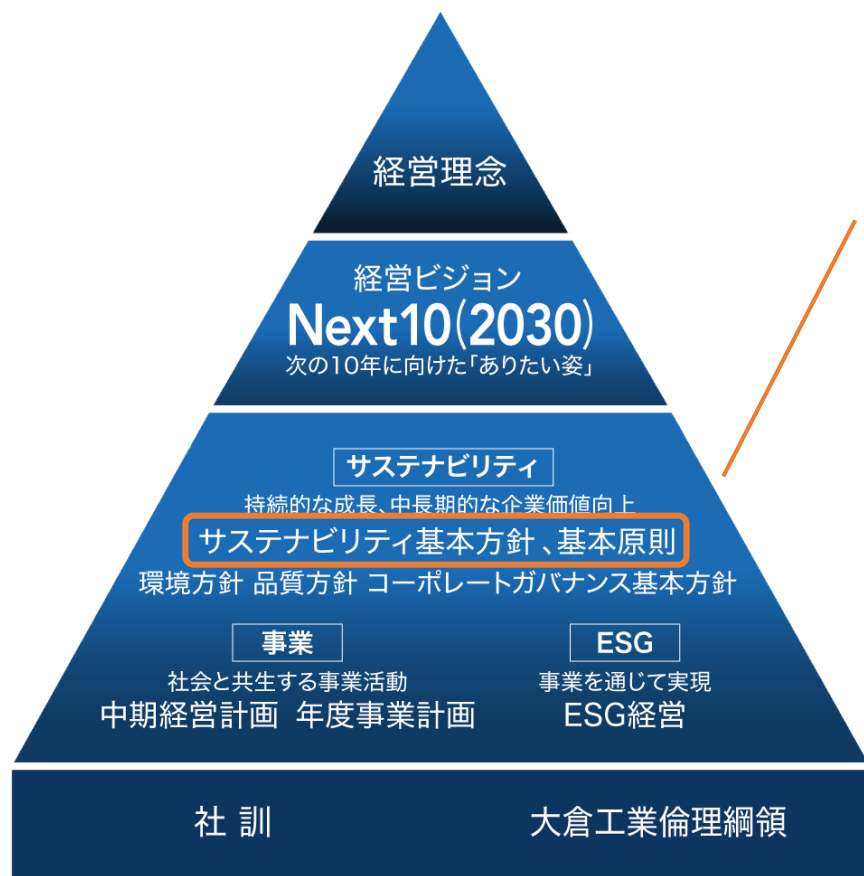 経営理念
経営ビジョン
Next10(2030)
次の10年に向けた「ありたい姿」
サステナビリティ
持続的な成長、中長期的な企業価値向上
サステナビリティ基本方針、基本原則
環境方針 品質方針 コーポレートガバナンス基本方針
事業
社会と共生する事業活動
中期経営計画 年度事業計画
ESG
事業を通じて実現
ESG経営
社訓
大倉工業倫理綱領